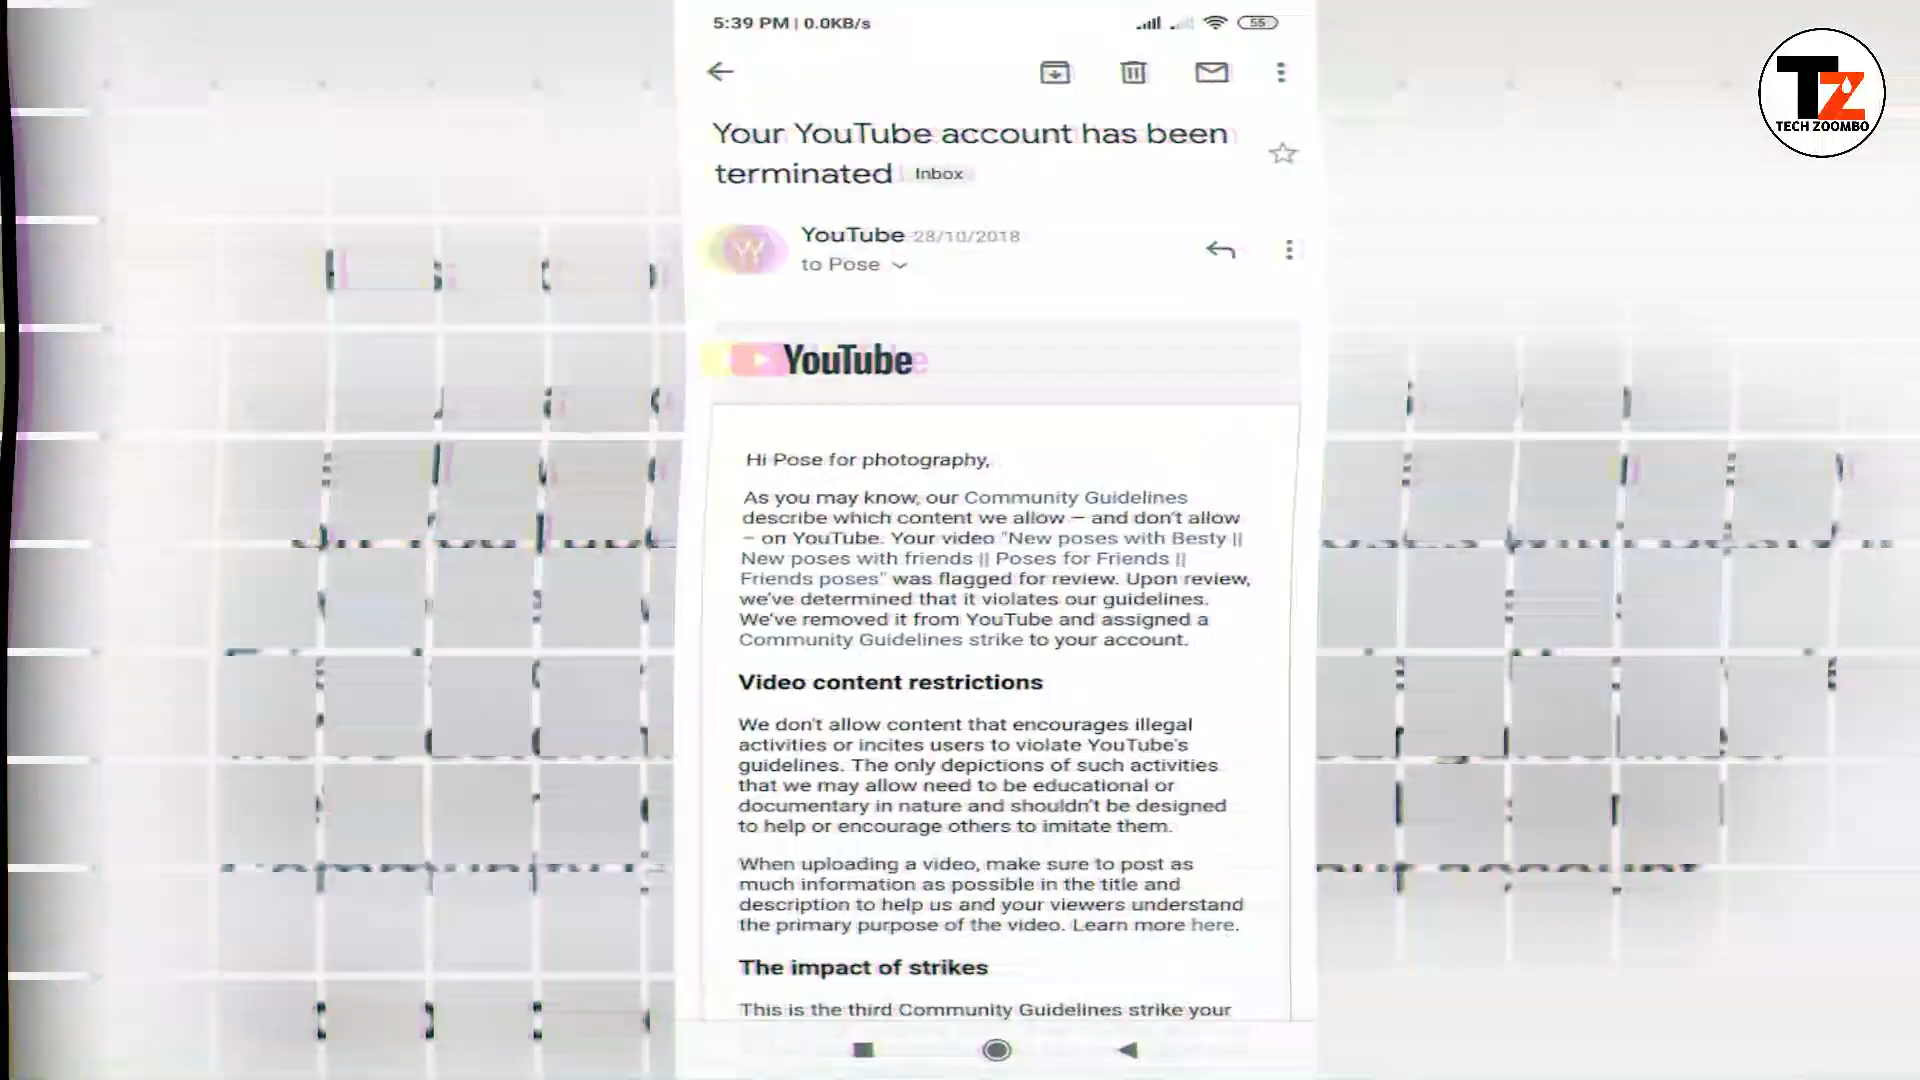 5:39 PM | 0.0KB/s
55
TZ
TECH ZOOMBO
Your YouTube account has been
terminated Inbox
YouTube 28/10/2018
to Pose
YouTube
Hi Pose for photography,
As you may know, our Community Guidelines
describe which content we allow – and don't allow
– on YouTube. Your video "New poses with Besty ||
New poses with friends || Poses for Friends ||
Friends poses" was flagged for review. Upon review,
we've determined that it violates our guidelines.
We've removed it from YouTube and assigned a
Community Guidelines strike to your account.
Video content restrictions
We don't allow content that encourages illegal
activities or incites users to violate YouTube's
guidelines. The only depictions of such activities
that we may allow need to be educational or
documentary in nature and shouldn't be designed
to help or encourage others to imitate them.
When uploading a video, make sure to post as
much information as possible in the title and
description to help us and your viewers understand
the primary purpose of the video. Learn more here.
The impact of strikes
This is the third Community Guidelines strike your